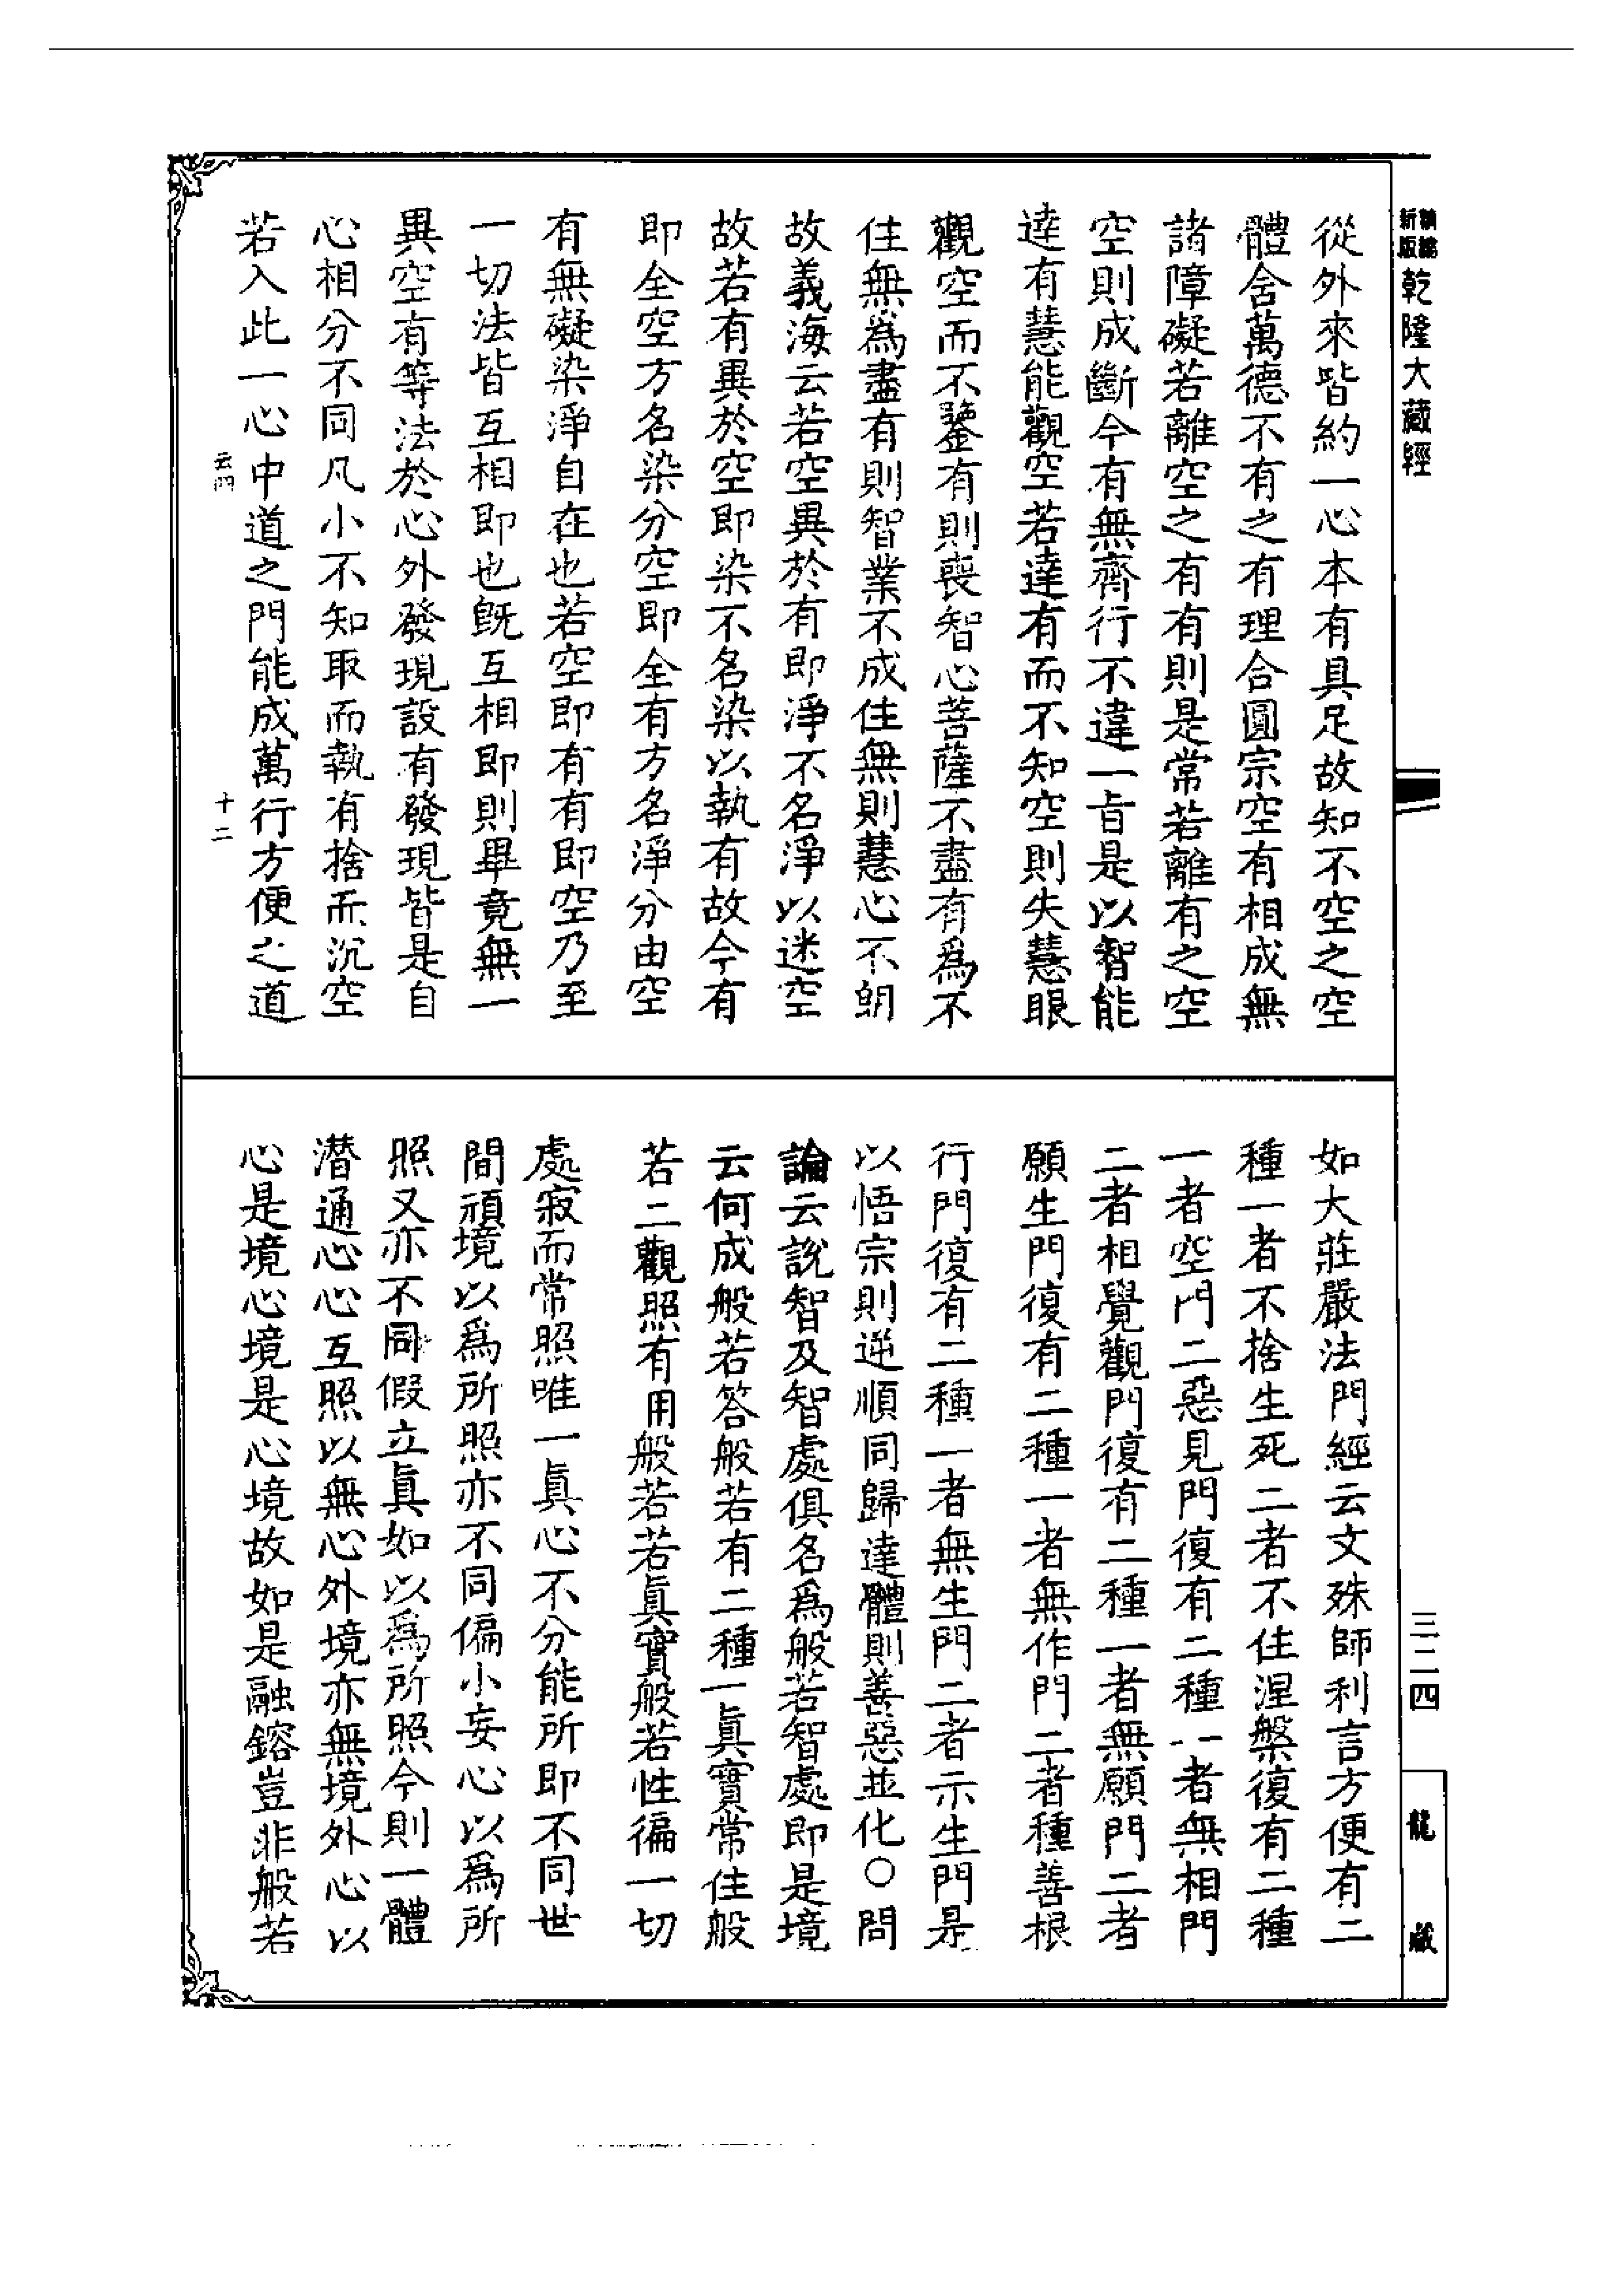 新編縮版 乾隆大藏經
從外來皆約一心本有具足故知不空之空
體含萬德不有之有理合圓宗空有相成無
諸障礙若離空之有有則是常若離有之空
空則成斷今有無齊行不違一旨是以智能
達有慧能觀空若達有而不知空則失慧眼
觀空而不鑒有則喪智心菩薩不盡有為不
住無為盡有則智業不成住無則慧心不朗
故義海云若空異於有即淨不名淨以迷空
故若有異於空即染不名染以執有故今有
即全空方名染分空即全有方名淨分由空
有無礙染淨自在也若空即有有即空乃至
一切法皆互相即也旣互相即則畢竟無一
異空有等法於心外發現設有發現皆是自
心相分不同凡小不知取而執有捨而沉空
若入此一心中道之門能成萬行方便之道
云四 十二
如大莊嚴法門經云文殊師利言方便有二
種一者不捨生死二者不住涅槃復有二種
一者空門二惡見門復有二種一者無相門
二者相覺觀門復有二種一者無願門二者
願生門復有二種一者無作門二者種善根
行門復有二種一者無生門二者示生門是
以悟宗則逆順同歸達體則善惡並化○問
論云說智及智處俱名為般若智處即是境
云何成般若答般若有二種一眞實常住般
若二觀照有用般若若眞實般若性徧一切
處寂而常照唯一眞心不分能所即不同世
間頑境以為所照亦不同偏小妄心以為所
照又亦不同假立眞如以為所照今則一體
潛通心心互照以無心外境亦無境外心以
心是境心境是心境故如是融鎔豈非般若
三二四
龍藏